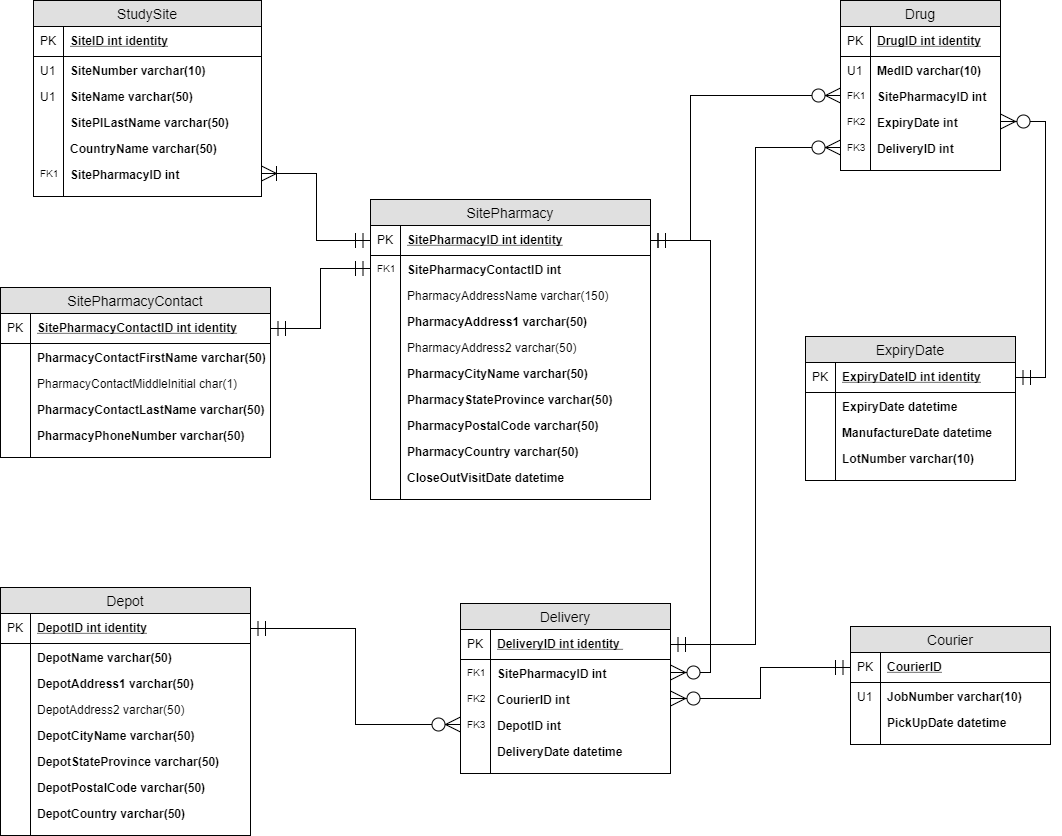 StudySite
PK SiteID int identity
U1 SiteNumber varchar(10)
U1 SiteName varchar(50)
SitePILastName varchar(50)
CountryName varchar(50)
FK1 SitePharmacyID int
Drug
PK DrugID int identity
U1 MedID varchar(10)
FK1 SitePharmacyID int
FK2 ExpiryDate int
FK3 DeliveryID int
SitePharmacy
PK SitePharmacyID int identity
FK1 SitePharmacyContactID int
PharmacyAddressName varchar(150)
PharmacyAddress1 varchar(50)
PharmacyAddress2 varchar(50)
PharmacyCityName varchar(50)
PharmacyStateProvince varchar(50)
PharmacyPostalCode varchar(50)
PharmacyCountry varchar(50)
CloseOutVisitDate datetime
SitePharmacyContact
PK SitePharmacyContactID int identity
PharmacyContactFirstName varchar(50)
PharmacyContactMiddleInitial char(1)
PharmacyContactLastName varchar(50)
PharmacyPhoneNumber varchar(50)
ExpiryDate
PK ExpiryDateID int identity
ExpiryDate datetime
ManufactureDate datetime
LotNumber varchar(10)
Depot
PK DepotID int identity
DepotName varchar(50)
DepotAddress1 varchar(50)
DepotAddress2 varchar(50)
DepotCityName varchar(50)
DepotStateProvince varchar(50)
DepotPostalCode varchar(50)
DepotCountry varchar(50)
Delivery
PK DeliveryID int identity
FK1 SitePharmacyID int
FK2 CourierID int
FK3 DepotID int
DeliveryDate datetime
Courier
PK CourierID
U1 JobNumber varchar(10)
PickUpDate datetime